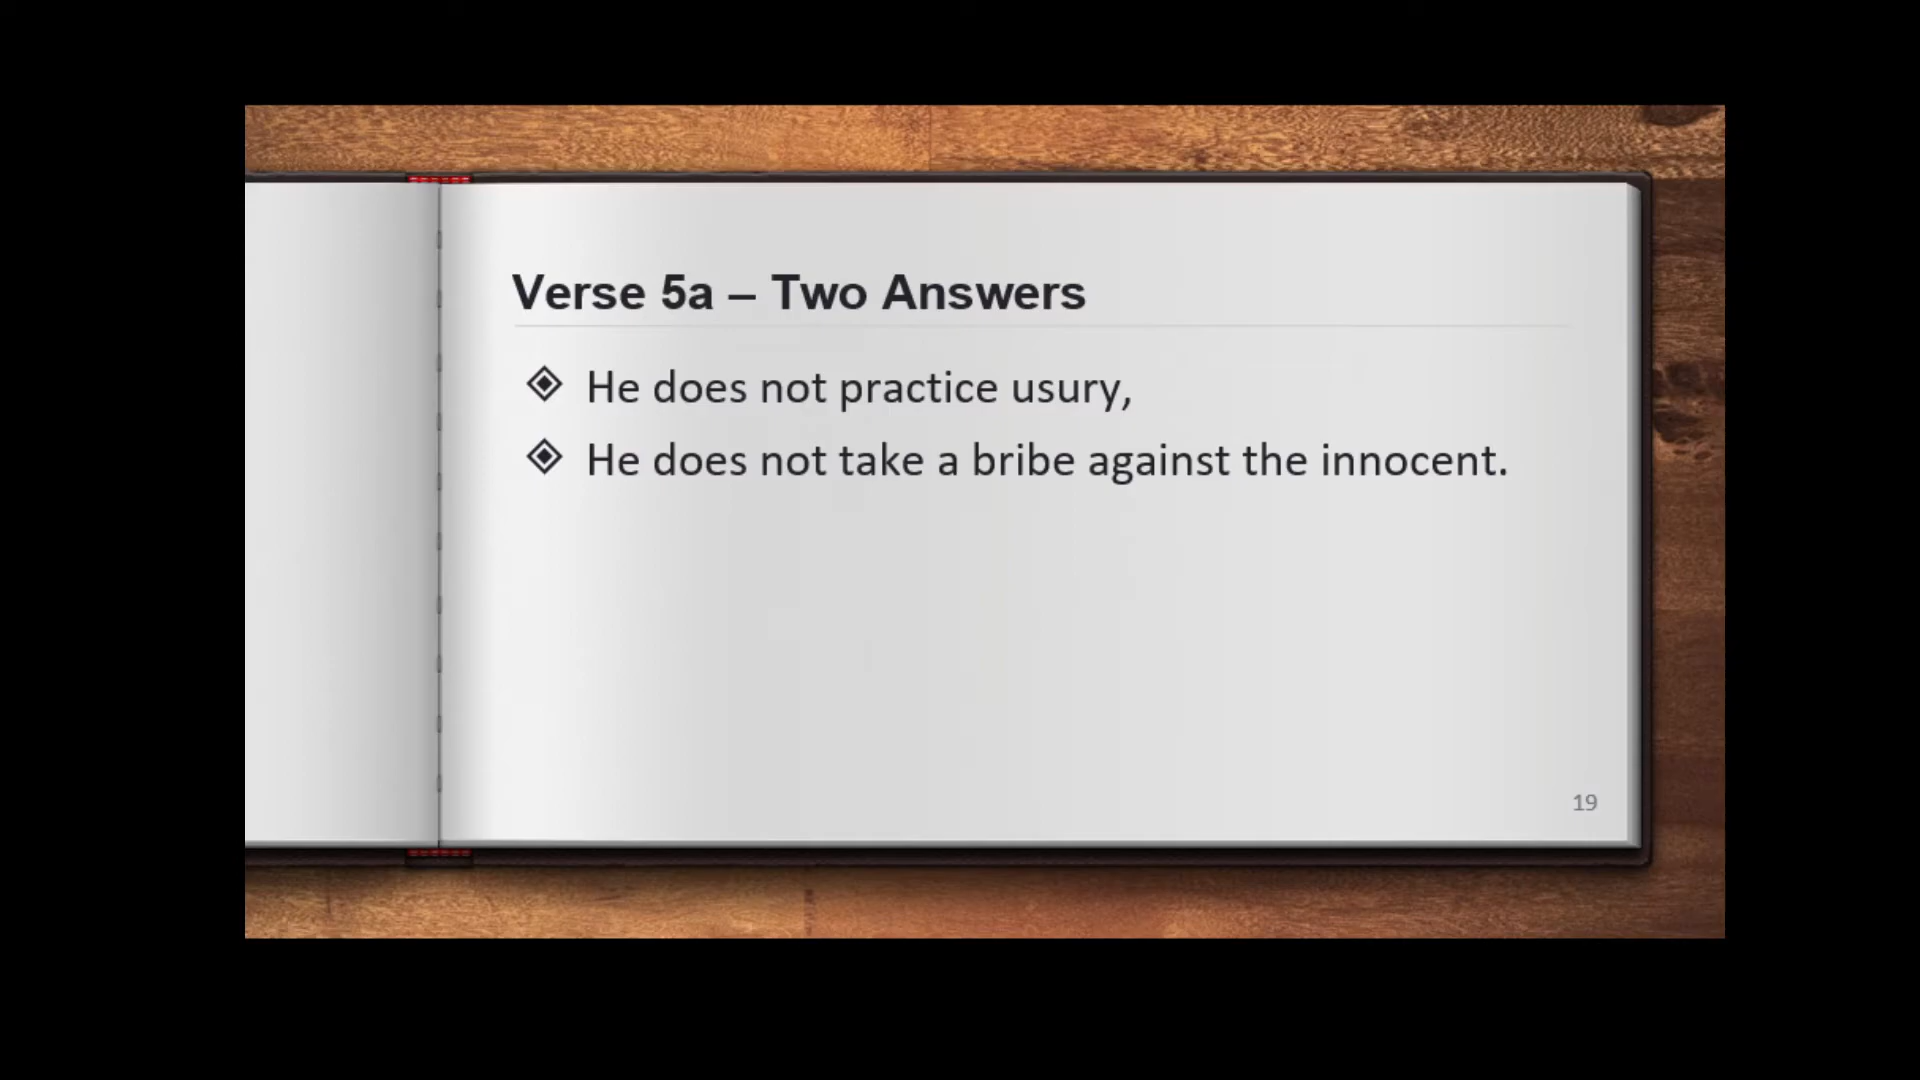 Verse 5a – Two Answers
He does not practice usury,
He does not take a bribe against the innocent.
19